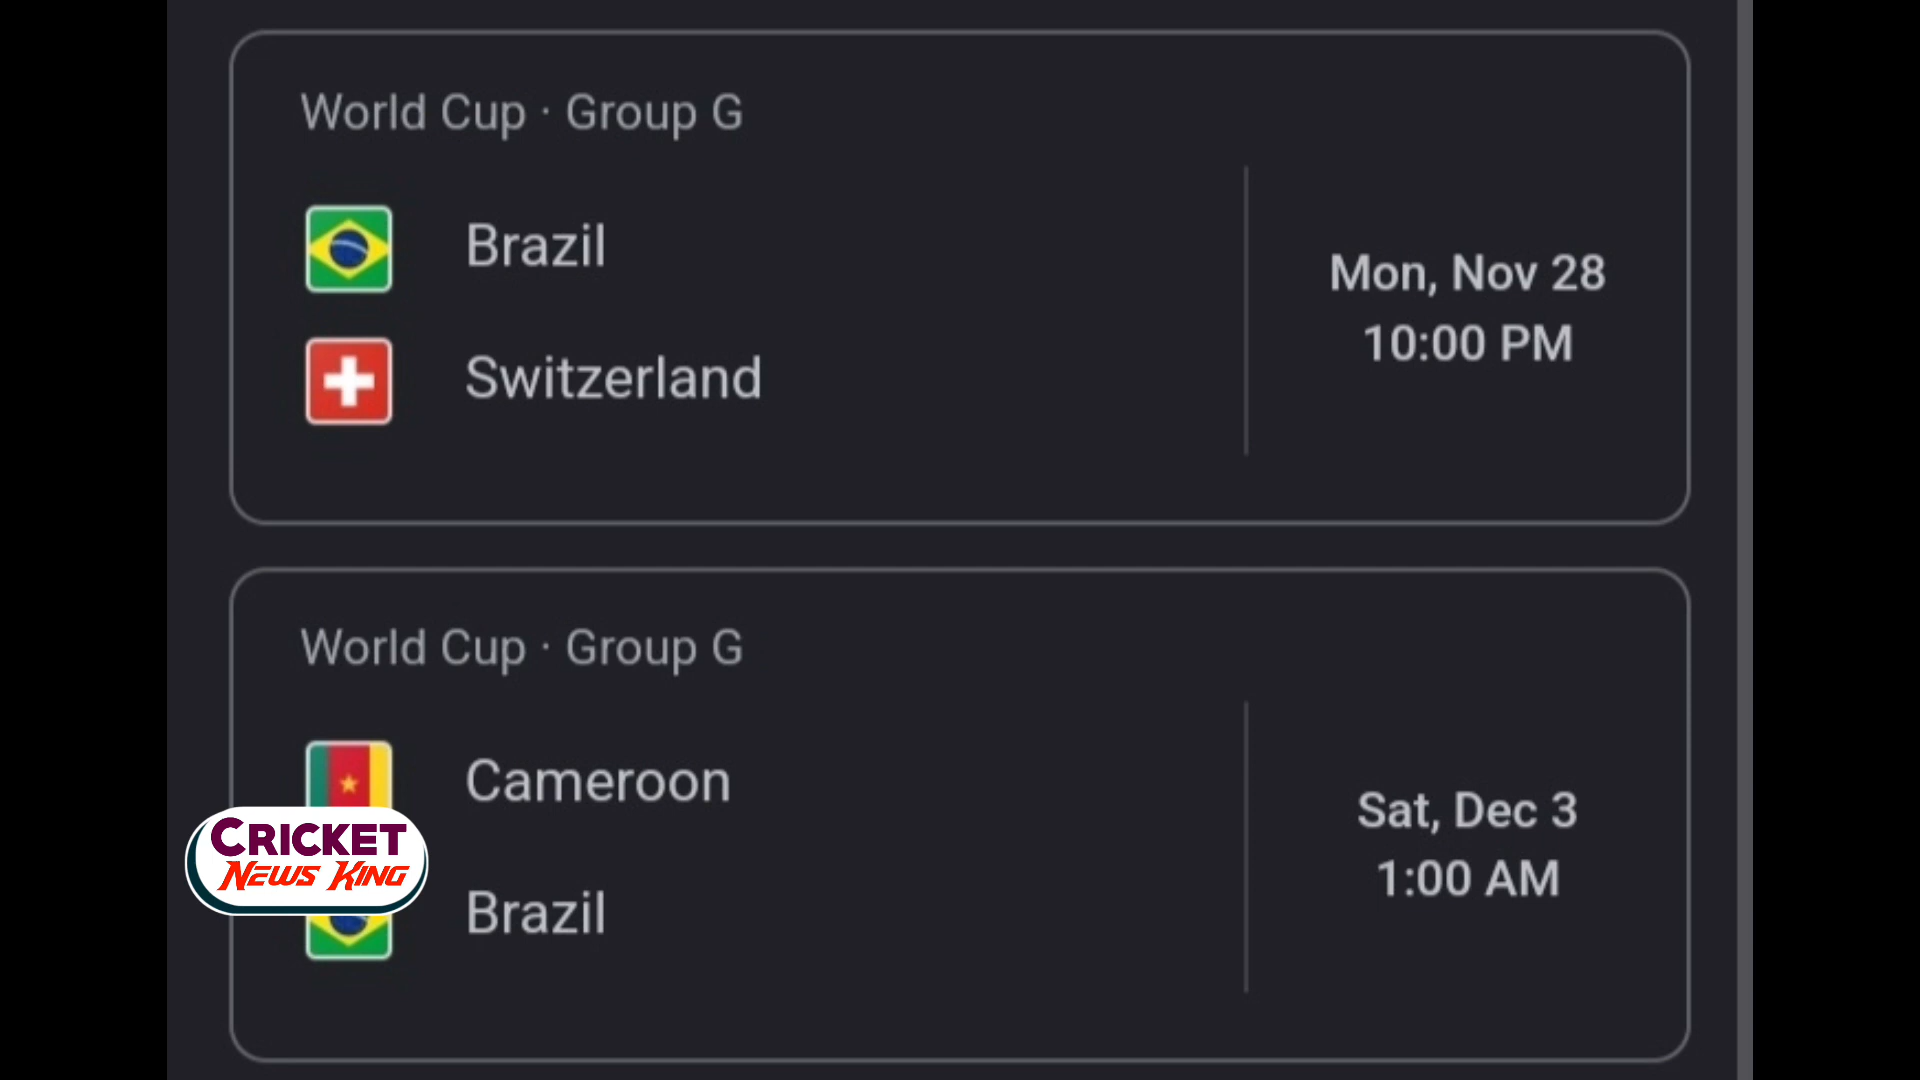 World Cup · Group G
Brazil
Switzerland
Mon, Nov 28
10:00 PM
World Cup · Group G
Cameroon
Brazil
Sat, Dec 3
1:00 AM
CRICKET
NEWS KING